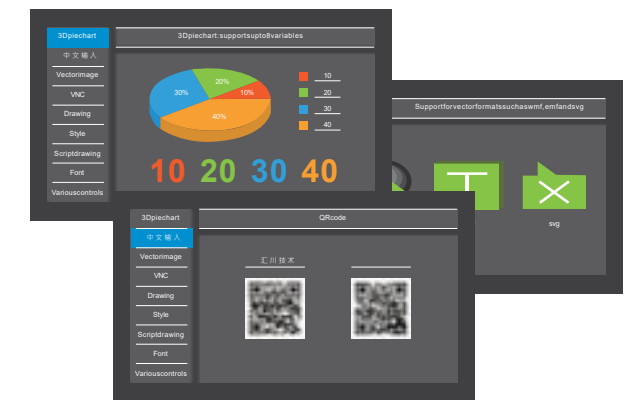 3Dpiechart
3Dpiechart:supportsupto8variables
中文输入
Vectorimage
VNC
Drawing
Style
Scriptdrawing
Font
Variouscontrols
20%
30%
10%
40%
10
20
30
40
10 20 30 40
Supportforvectorformatssuchaswmf,emfandsvg
svg
3Dpiechart
QRcode
中文输入
Vectorimage
VNC
Drawing
Style
Scriptdrawing
Font
Variouscontrols
汇川技术